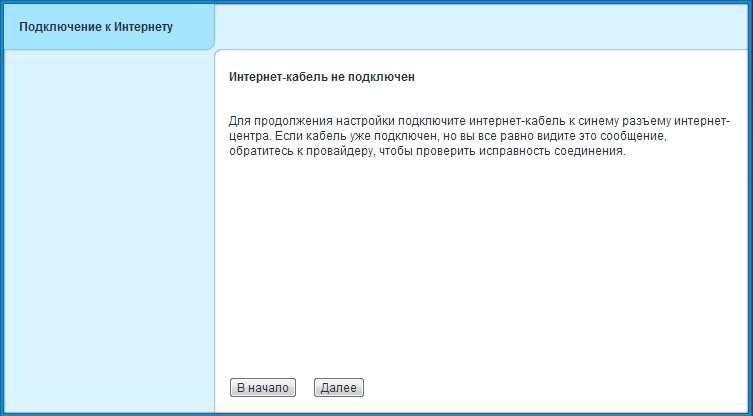 Подключение к Интернету
Интернет-кабель не подключен
Для продолжения настройки подключите интернет-кабель к синему разъему интернет-
центра. Если кабель уже подключен, но вы все равно видите это сообщение,
обратитесь к провайдеру, чтобы проверить исправность соединения.
В начало Далее